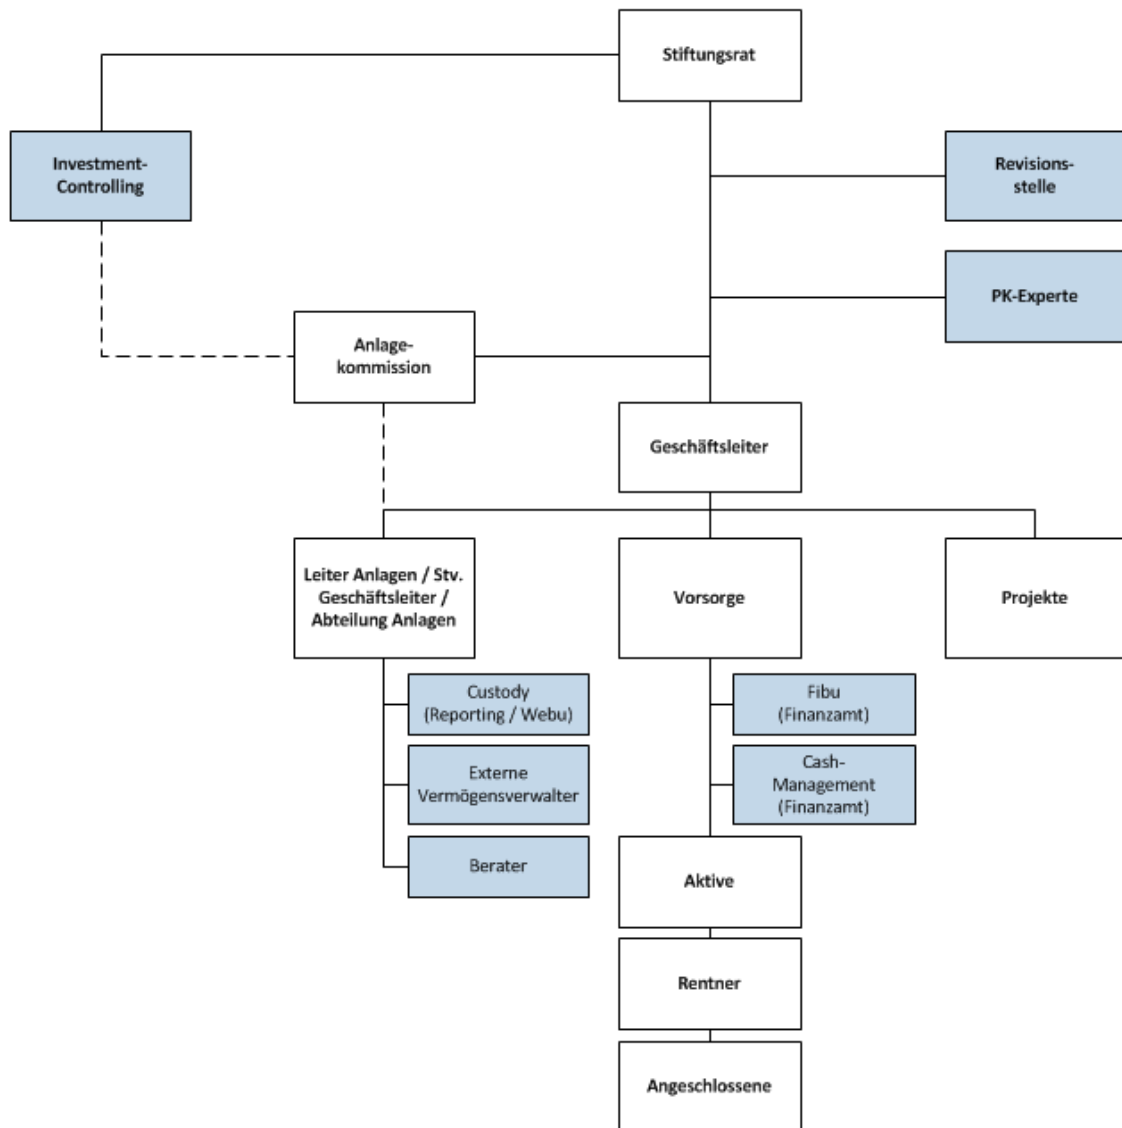 Stiftungsrat
Investment-
Controlling
Revisions-
stelle
PK-Experte
Anlage-
kommission
Geschäftsleiter
Leiter Anlagen / Stv.
Geschäftsleiter /
Abteilung Anlagen
Vorsorge
Projekte
Custody
(Reporting / Webu)
Externe
Vermögensverwalter
Berater
Fibu
(Finanzamt)
Cash-
Management
(Finanzamt)
Aktive
Rentner
Angeschlossene